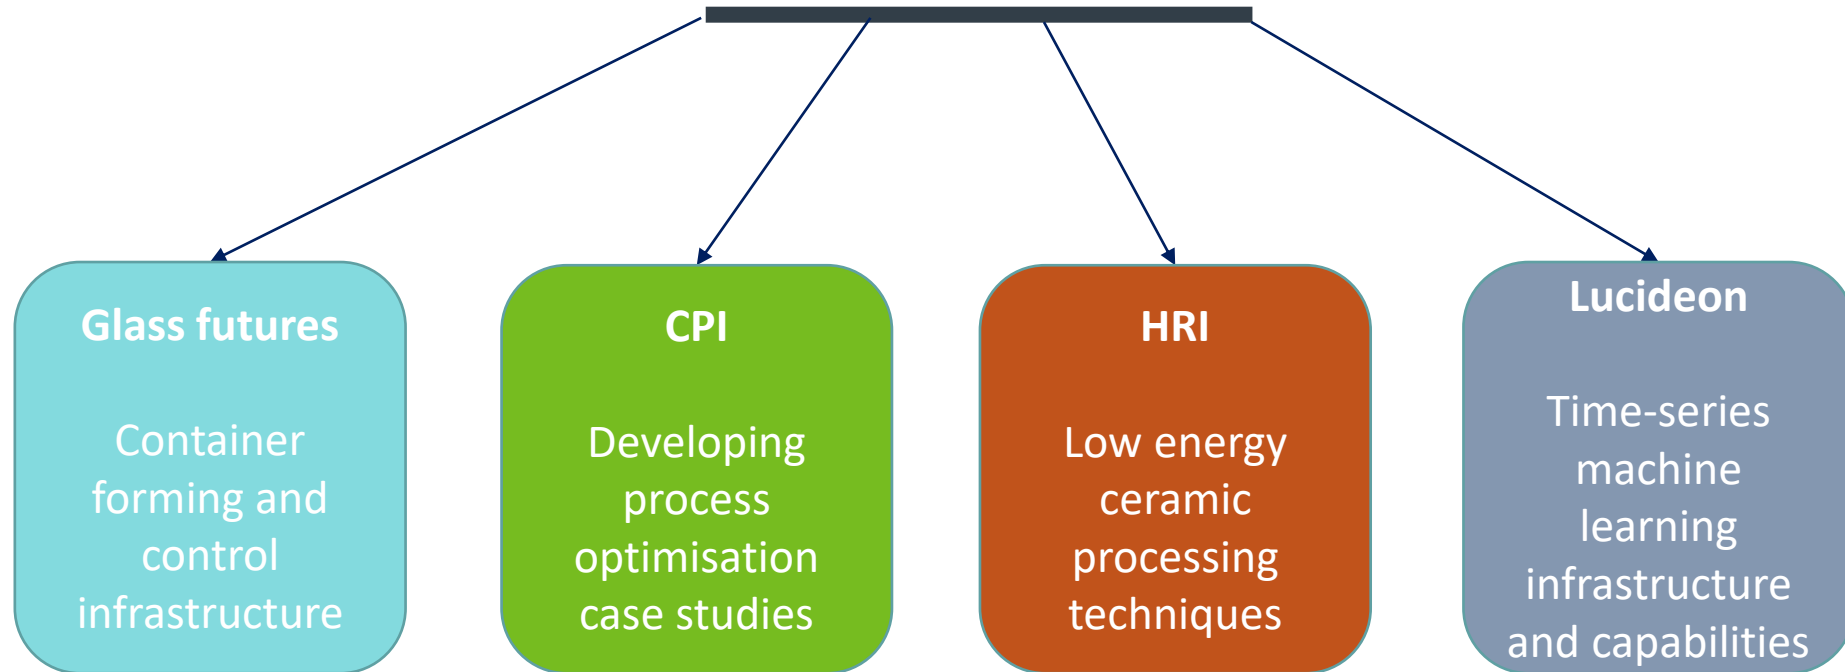 Glass futures
Container
forming and
control
infrastructure
CPI
Developing
process
optimisation
case studies
HRI
Low energy
ceramic
processing
techniques
Lucideon
Time-series
machine
learning
infrastructure
and capabilities